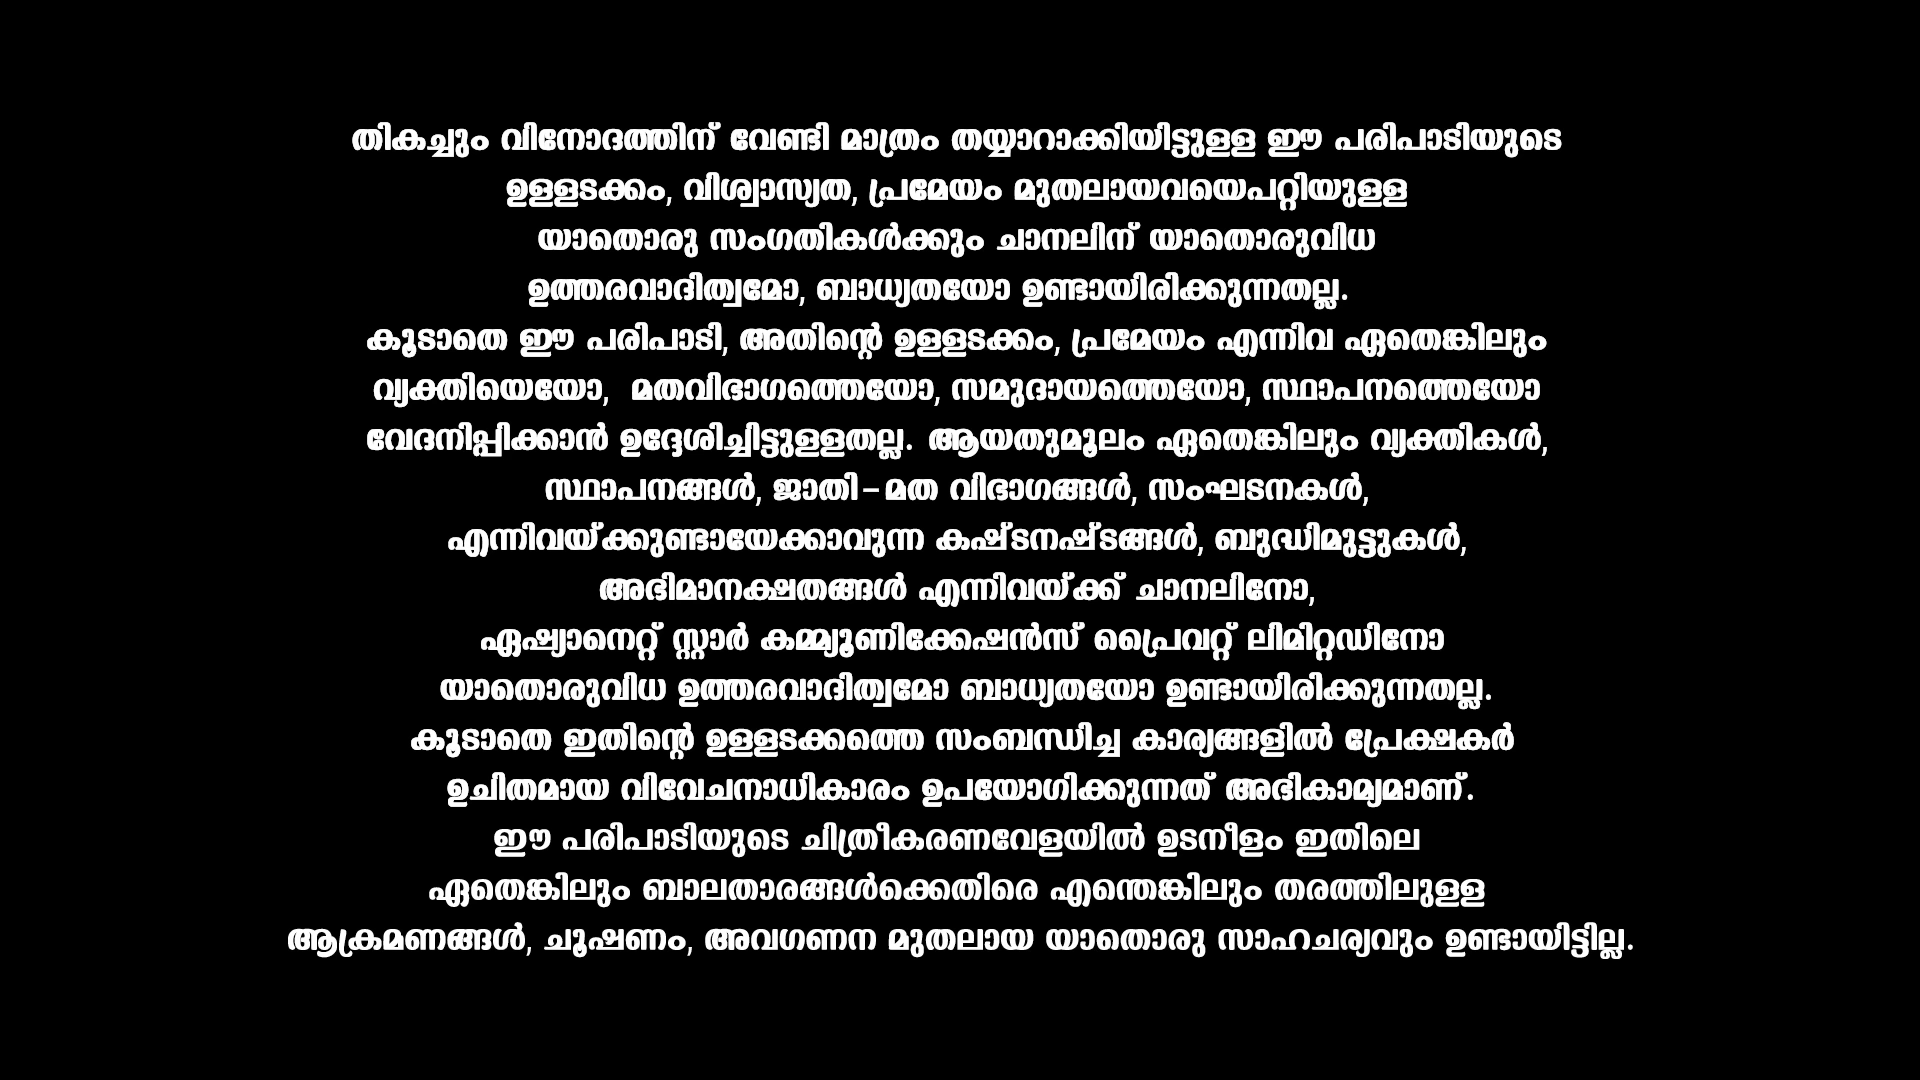 തികച്ചും വിനോദത്തിന് വേണ്ടി മാത്രം തയ്യാറാക്കിയിട്ടുള്ള ഈ പരിപാടിയുടെ
ഉള്ളടക്കം, വിശ്വാസ്യത, പ്രമേയം മുതലായവയെപറ്റിയുള്ള
യാതൊരു സംഗതികൾക്കും ചാനലിന് യാതൊരുവിധ
ഉത്തരവാദിത്വമോ, ബാധ്യതയോ ഉണ്ടായിരിക്കുന്നതല്ല.
കൂടാതെ ഈ പരിപാടി, അതിന്റെ ഉള്ളടക്കം, പ്രമേയം എന്നിവ ഏതെങ്കിലും
വ്യക്തിയെയോ, മതവിഭാഗത്തെയോ, സമുദായത്തെയോ, സ്ഥാപനത്തെയോ
വേദനിപ്പിക്കാൻ ഉദ്ദേശിച്ചിട്ടുള്ളതല്ല. ആയതുമൂലം ഏതെങ്കിലും വ്യക്തികൾ,
സ്ഥാപനങ്ങൾ, ജാതി – മത വിഭാഗങ്ങൾ, സംഘടനകൾ,
എന്നിവയ്ക്കുണ്ടായേക്കാവുന്ന കഷ്ടനഷ്ടങ്ങൾ, ബുദ്ധിമുട്ടുകൾ,
അഭിമാനക്ഷതങ്ങൾ എന്നിവയ്ക്ക് ചാനലിനോ,
ഏഷ്യാനെറ്റ് സ്റ്റാർ കമ്മ്യൂണിക്കേഷൻസ് പ്രൈവറ്റ് ലിമിറ്റഡിനോ
യാതൊരുവിധ ഉത്തരവാദിത്വമോ ബാധ്യതയോ ഉണ്ടായിരിക്കുന്നതല്ല.
കൂടാതെ ഇതിന്റെ ഉള്ളടക്കത്തെ സംബന്ധിച്ച കാര്യങ്ങളിൽ പ്രേക്ഷകർ
ഉചിതമായ വിവേചനാധികാരം ഉപയോഗിക്കുന്നത് അഭികാമ്യമാണ്.
ഈ പരിപാടിയുടെ ചിത്രീകരണവേളയിൽ ഉടനീളം ഇതിലെ
ഏതെങ്കിലും ബാലതാരങ്ങൾക്കെതിരെ എന്തെങ്കിലും തരത്തിലുള്ള
ആക്രമണങ്ങൾ, ചൂഷണം, അവഗണന മുതലായ യാതൊരു സാഹചര്യവും ഉണ്ടായിട്ടില്ല.